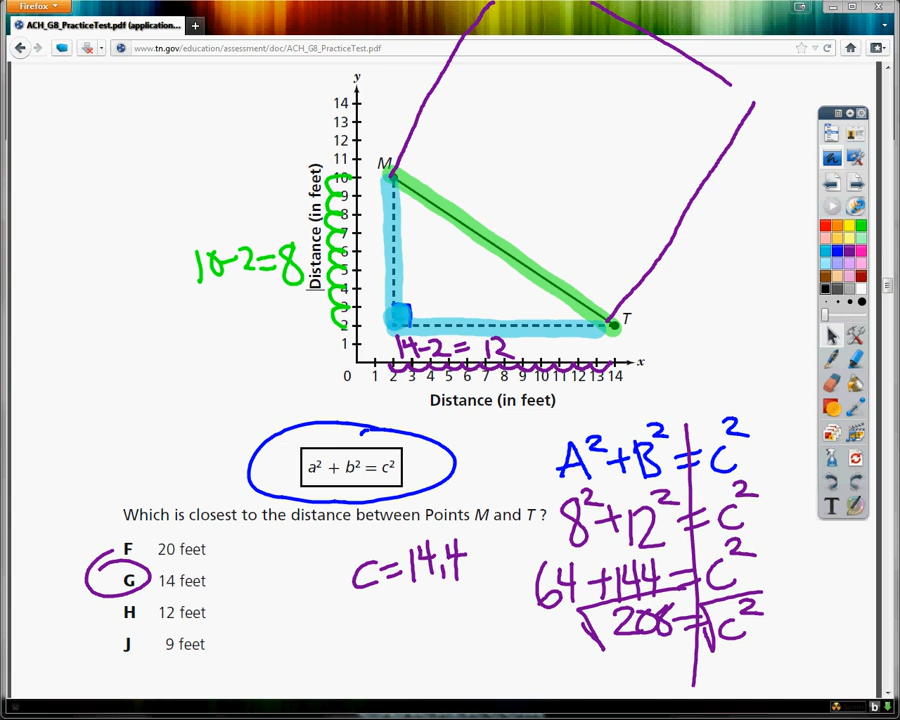 Firefox
ACH_G8_PracticeTest.pdf (application...
+
www.tn.gov/education/assessment/doc/ACH_G8_PracticeTest.pdf
y
14
13
12
11
M
10
9
8
7
6
5
4
3
2
1
Distance (in feet)
10-2=8
T
14-2=12
x
0 1 2 3 4 5 6 7 8 9 10 11 12 13 14
Distance (in feet)
a² + b² = c²
A²+B²=C²
8²+12²=C²
64+144=C²
√208=√C²
Which is closest to the distance between Points M and T ?
C=14.4
F 20 feet
G 14 feet
H 12 feet
J 9 feet
T
b